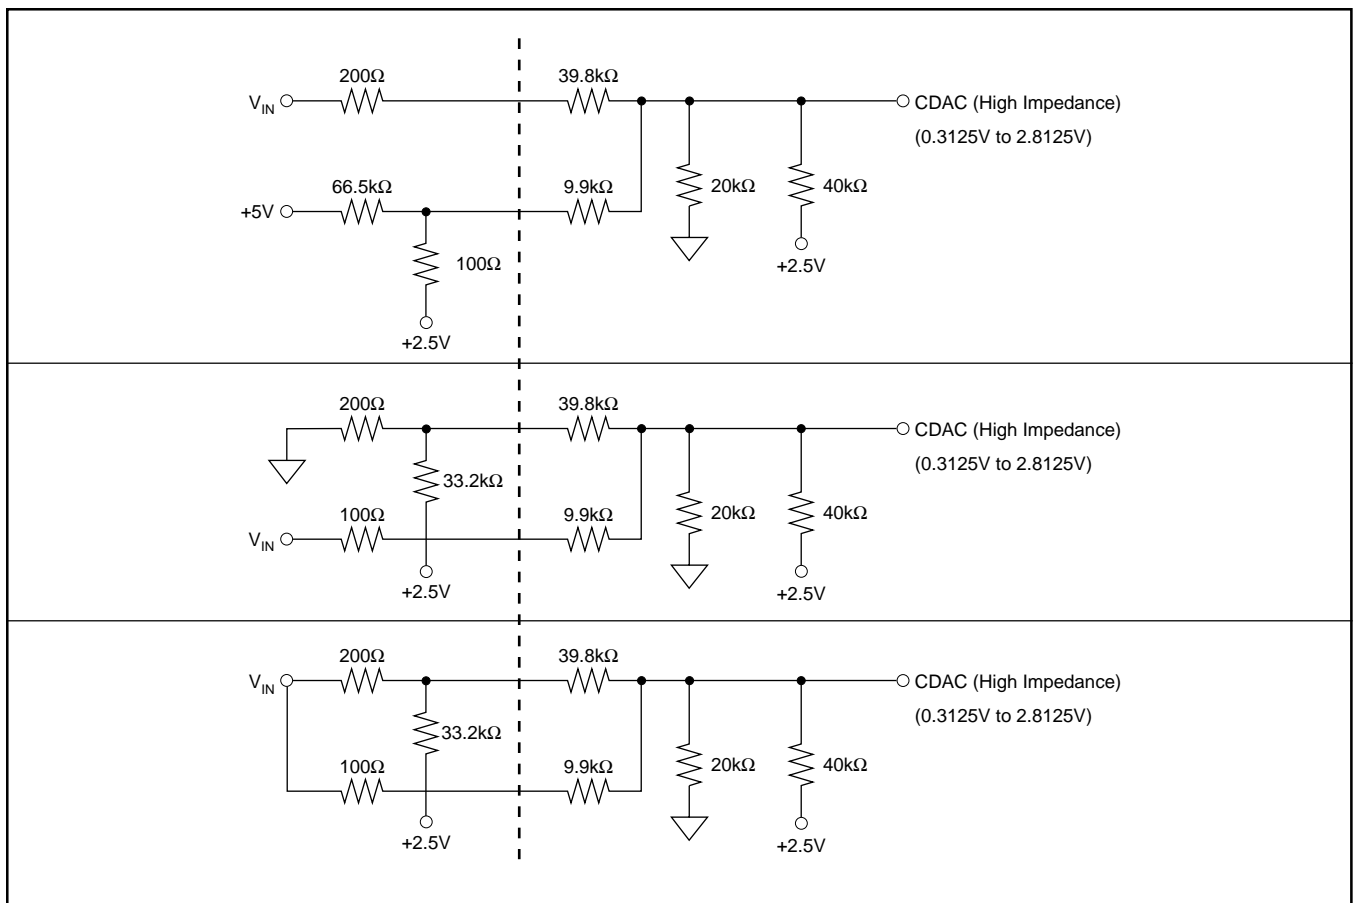 200Ω
39.8kΩ
V_IN
CDAC (High Impedance)
(0.3125V to 2.8125V)
66.5kΩ
9.9kΩ
20kΩ
40kΩ
+5V
100Ω
+2.5V
+2.5V
200Ω
39.8kΩ
CDAC (High Impedance)
(0.3125V to 2.8125V)
33.2kΩ
100Ω
9.9kΩ
20kΩ
40kΩ
V_IN
+2.5V
+2.5V
200Ω
39.8kΩ
V_IN
CDAC (High Impedance)
(0.3125V to 2.8125V)
33.2kΩ
100Ω
9.9kΩ
20kΩ
40kΩ
+2.5V
+2.5V